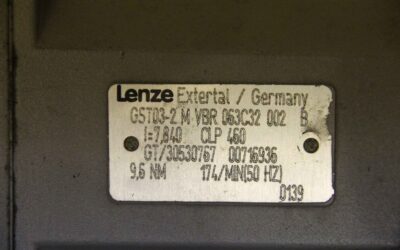 Lenze Extertal / Germany
GST03-2 M VBR 063C32 002 B
I=7,840 CLP 460
GT/30530767 00716936
9,6 NM 174/MIN(50 HZ)
0139